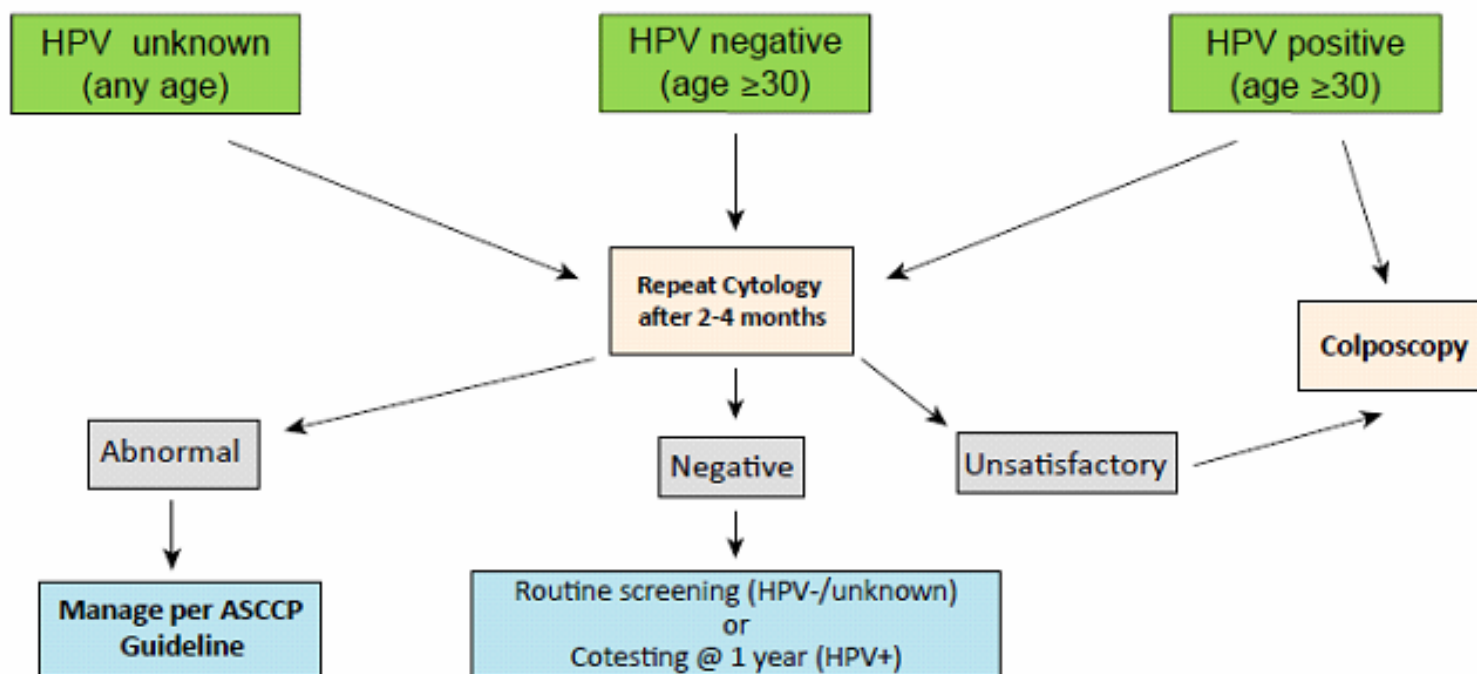 HPV unknown
(any age)
HPV negative
(age ≥30)
HPV positive
(age ≥30)
Repeat Cytology
after 2-4 months
Colposcopy
Abnormal
Negative
Unsatisfactory
Manage per ASCCP
Guideline
Routine screening (HPV-/unknown)
or
Cotesting @ 1 year (HPV+)